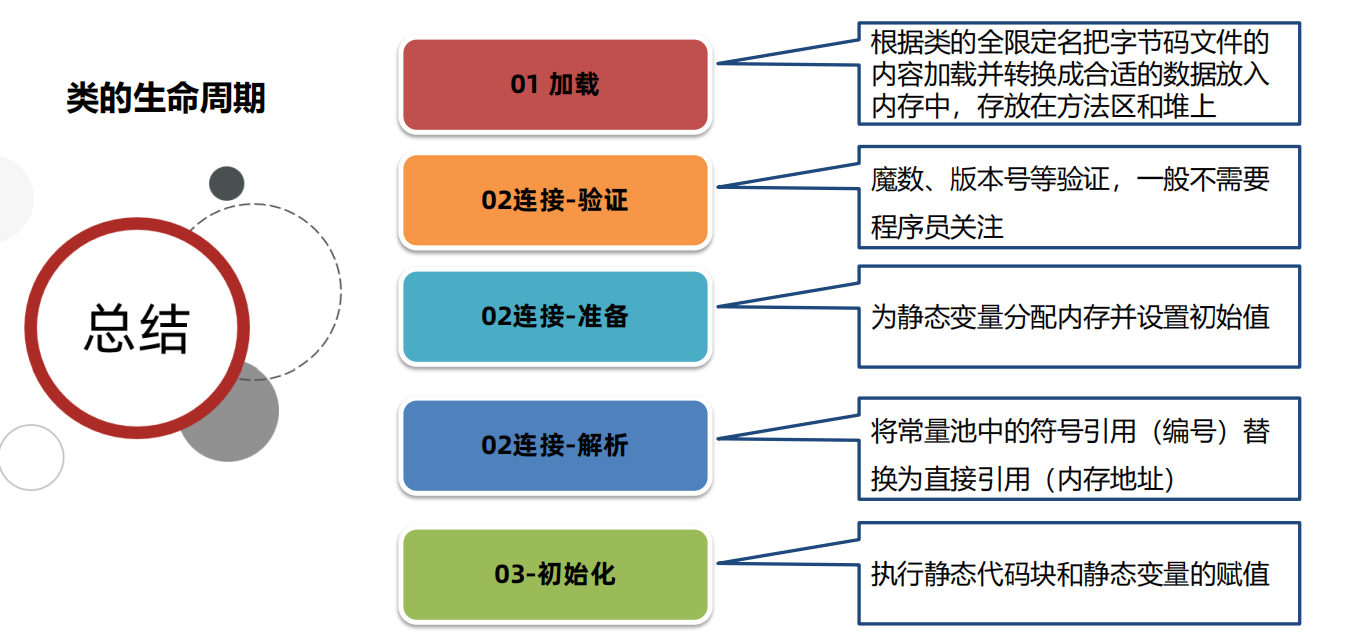 类的生命周期
总结
01 加载
根据类的全限定名把字节码文件的
内容加载并转换成合适的数据放入
内存中，存放在方法区和堆上
02连接-验证
魔数、版本号等验证，一般不需要
程序员关注
02连接-准备
为静态变量分配内存并设置初始值
02连接-解析
将常量池中的符号引用（编号）替
换为直接引用（内存地址）
03-初始化
执行静态代码块和静态变量的赋值